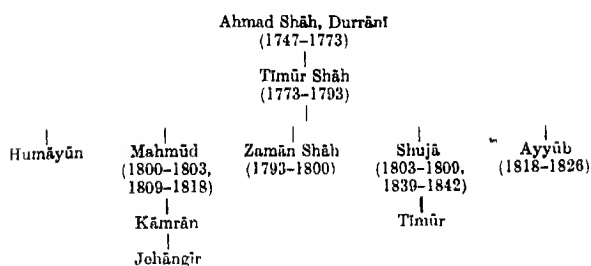 Ahmad Shāh, Durrānī
(1747–1773)
Tīmūr Shāh
(1773–1793)
Humāyūn Mahmūd Zamān Shāh Shujā Ayyūb
(1800–1803, (1793–1800) (1803–1809, (1818–1826)
1809–1818) 1839–1842)
Kāmrān Tīmūr
Jehāngīr